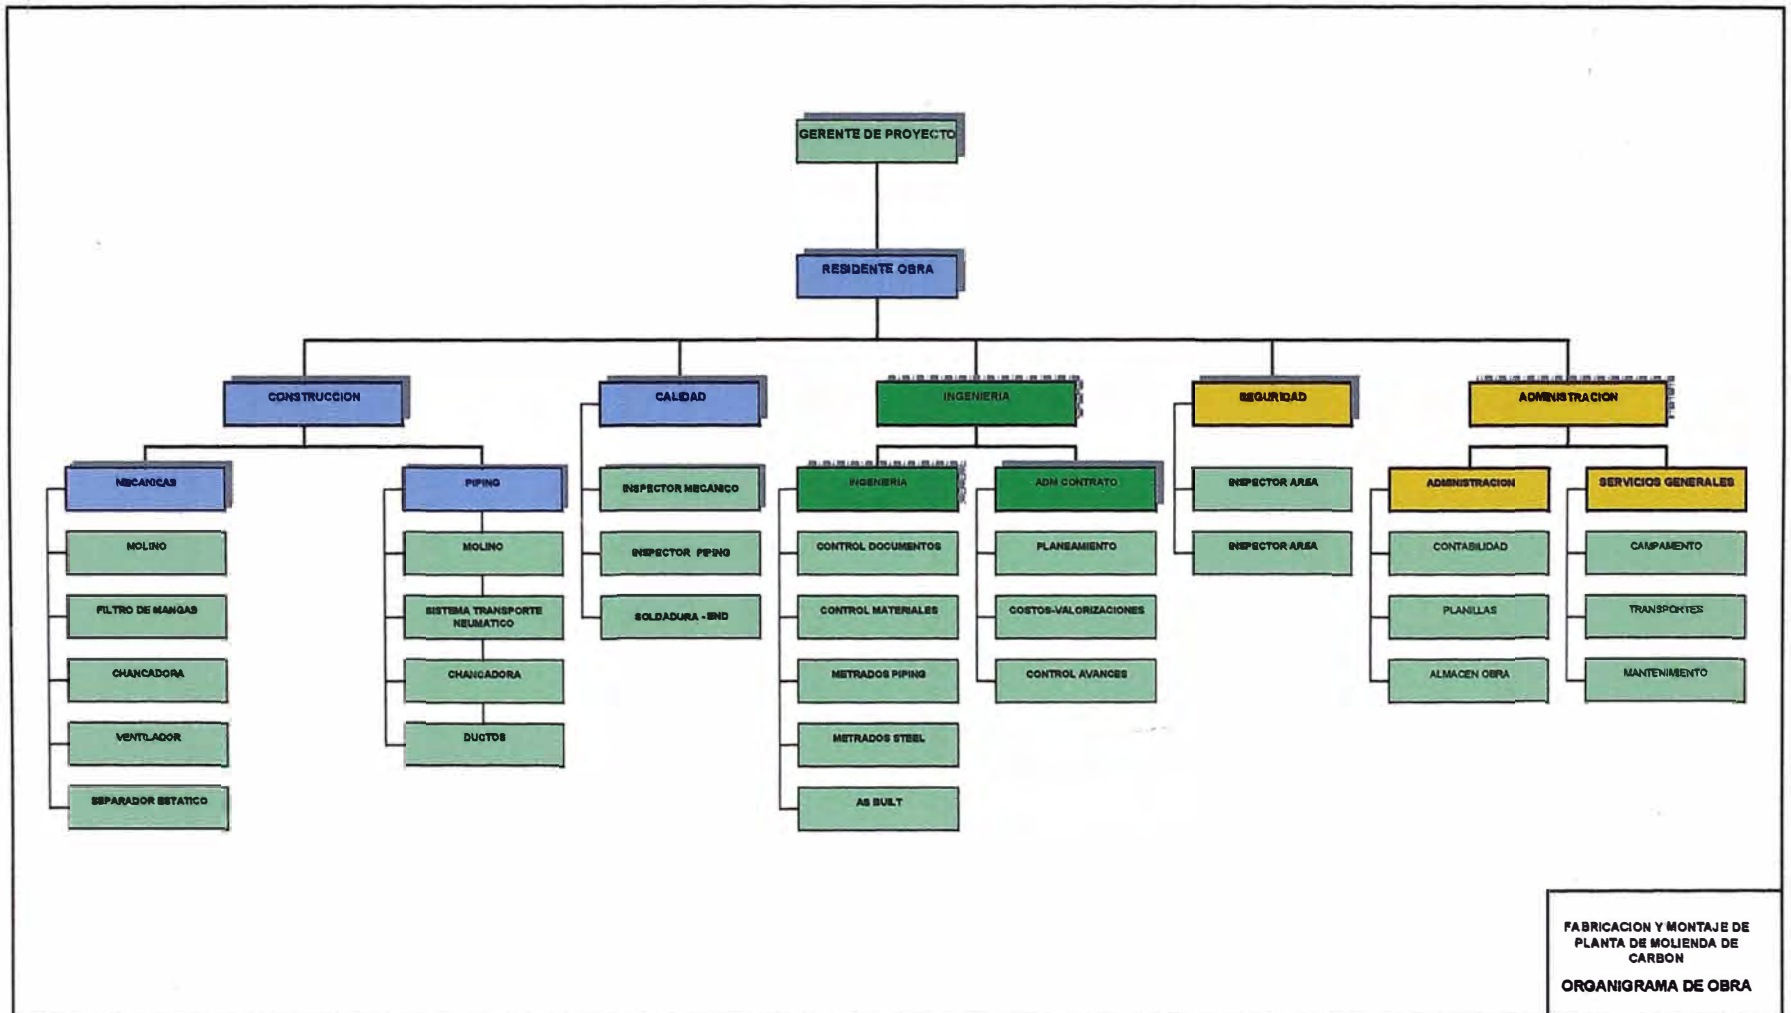 GERENTE DE PROYECTO
RESIDENTE OBRA
CONSTRUCCION
CALIDAD
INGENIERIA
SEGURIDAD
ADMINISTRACION
MECANICAS
PIPING
INSPECTOR MECANICO
INGENIERIA
ADM CONTRATO
INSPECTOR AREA
ADMINISTRACION
SERVICIOS GENERALES
MOLINO
MOLINO
INSPECTOR PIPING
CONTROL DOCUMENTOS
PLANEAMIENTO
INSPECTOR AREA
CONTABILIDAD
CAMPAMENTO
FILTRO DE MANGAS
SISTEMA TRANSPORTE
NEUMATICO
SOLDADURA - END
CONTROL MATERIALES
COSTOS-VALORIZACIONES
PLANILLAS
TRANSPORTES
CHANCADORA
CHANCADORA
METRADOS PIPING
CONTROL AVANCES
ALMACEN OBRA
MANTENIMIENTO
VENTILADOR
DUCTOS
METRADOS STEEL
SEPARADOR ESTATICO
AS BUILT
FABRICACION Y MONTAJE DE
PLANTA DE MOLIENDA DE
CARBON
ORGANIGRAMA DE OBRA